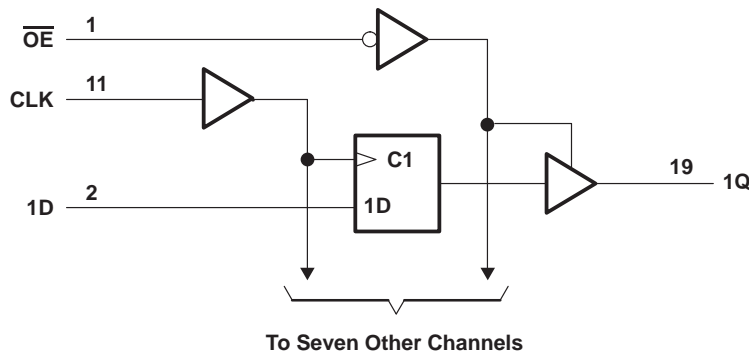 OE 1
CLK 11
C1
19 1Q
1D 2 1D
To Seven Other Channels